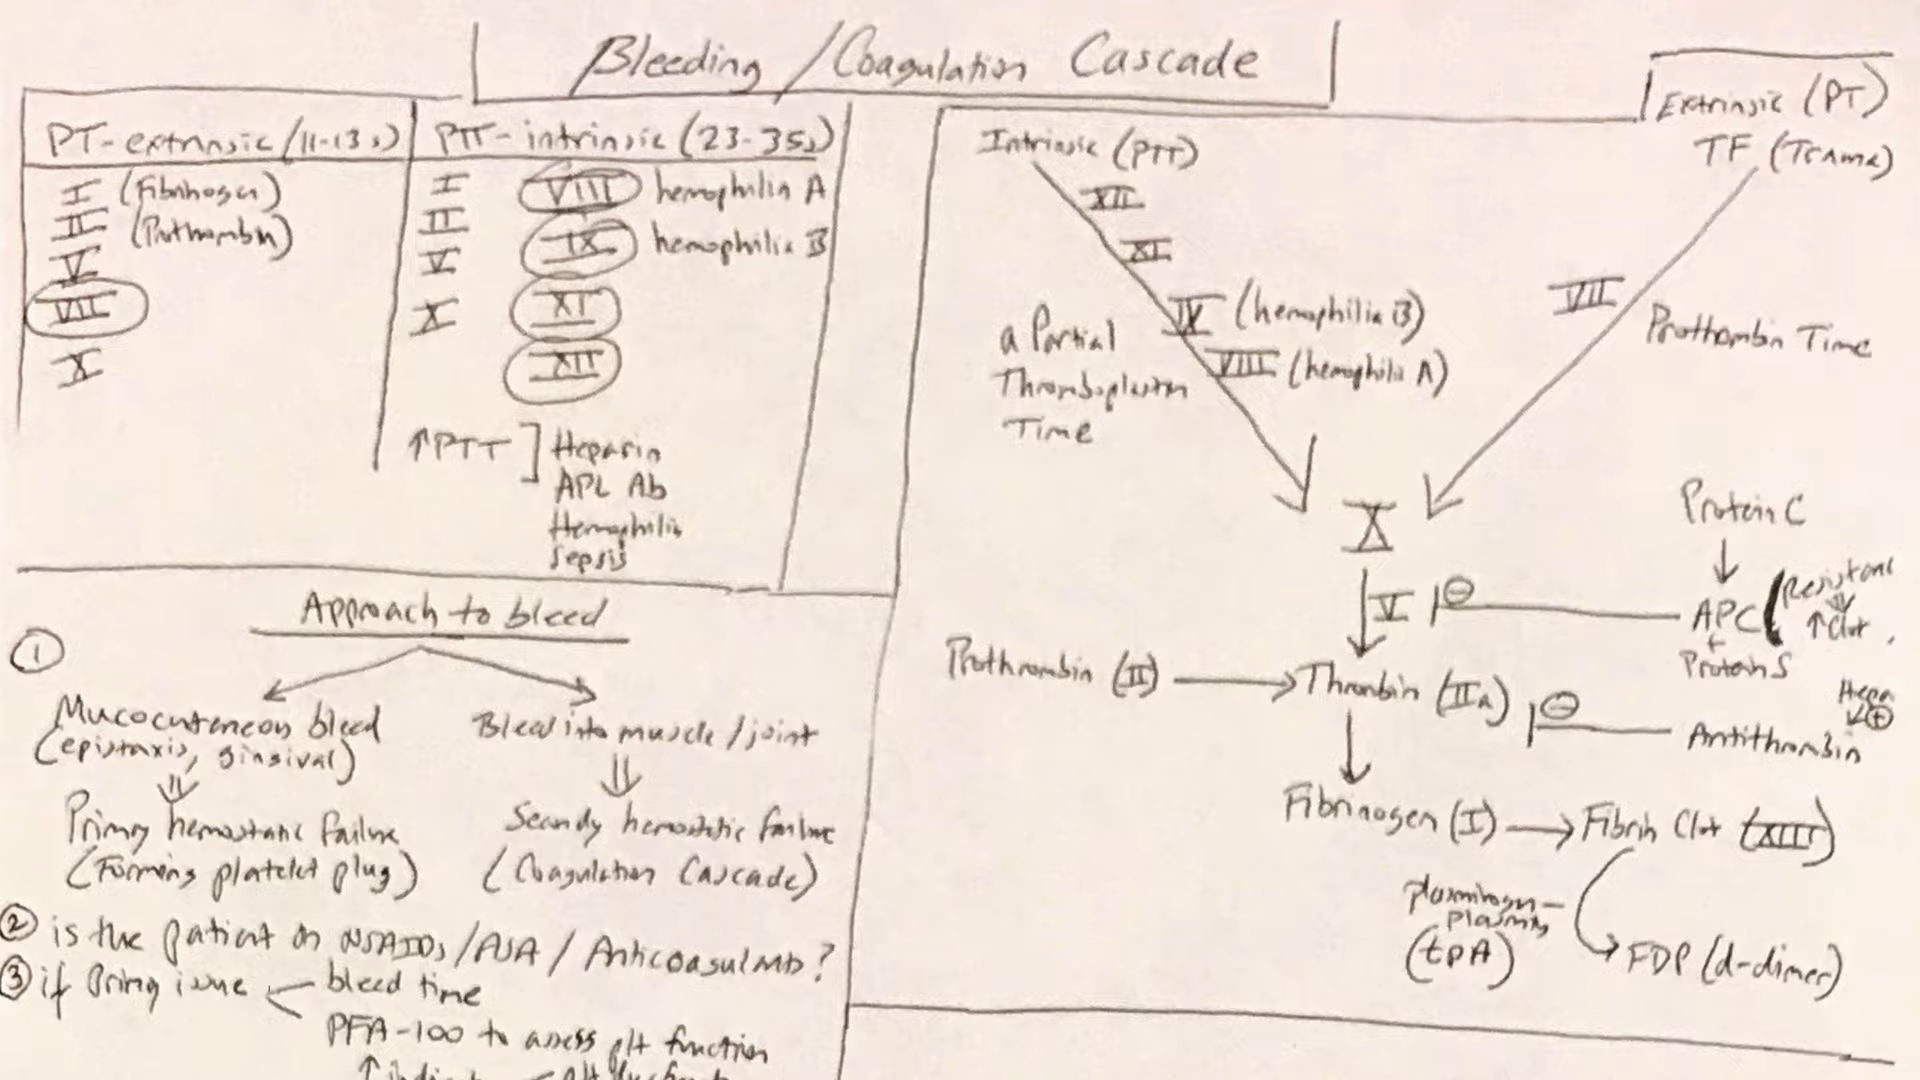 Bleeding / Coagulation Cascade
PT-extrinsic (11-13s)
I (Fibrinogen)
II (Prothrombin)
V
VII
X
PTT-intrinsic (23-35s)
I
II
V
X
VIII hemophilia A
IX hemophilia B
XI
XII
↑PTT ] Heparin
APL Ab
Hemophilia
Sepsis
Approach to bleed
①
Mucocutaneous bleed
(epistaxis, gingival)
⇓
Primary hemostatic failure
(Forming platelet plug)
Bleed into muscle/joint
⇓
Secondary hemostatic failure
(Coagulation Cascade)
② is the patient on NSAIDs/ASA/Anticoagulants?
③ if Primary issue
bleed time
PFA-100 to assess plt function
Intrinsic (PTT)
XII
XI
IX (hemophilia B)
VIII (hemophilia A)
a Partial
Thromboplastin
Time
Extrinsic (PT)
TF (Trauma)
VII
Prothrombin Time
X
V ⊖
Protein C
APC
+
Protein S
Resistant
⇓
↑Clot
Prothrombin (II) → Thrombin (IIa) ⊖
Hepa
⊕
Antithrombin
Fibrinogen (I) → Fibrin Clot (XIII)
plasminogen-
plasmin
(tPA)
FDP (d-dimer)